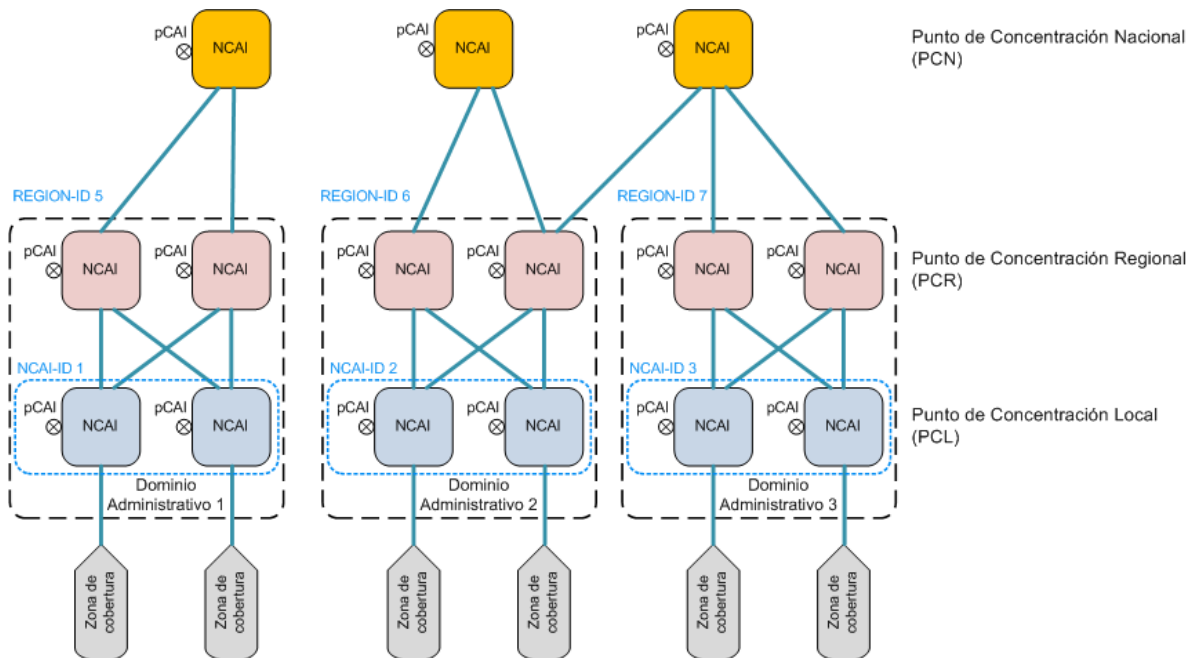 pCAI
NCAI
pCAI
NCAI
pCAI
NCAI
Punto de Concentración Nacional
(PCN)
REGION-ID 5
REGION-ID 6
REGION-ID 7
pCAI
NCAI
pCAI
NCAI
pCAI
NCAI
pCAI
NCAI
pCAI
NCAI
pCAI
NCAI
Punto de Concentración Regional
(PCR)
NCAI-ID 1
NCAI-ID 2
NCAI-ID 3
pCAI
NCAI
pCAI
NCAI
pCAI
NCAI
pCAI
NCAI
pCAI
NCAI
pCAI
NCAI
Punto de Concentración Local
(PCL)
Dominio
Administrativo 1
Dominio
Administrativo 2
Dominio
Administrativo 3
Zona de
cobertura
Zona de
cobertura
Zona de
cobertura
Zona de
cobertura
Zona de
cobertura
Zona de
cobertura